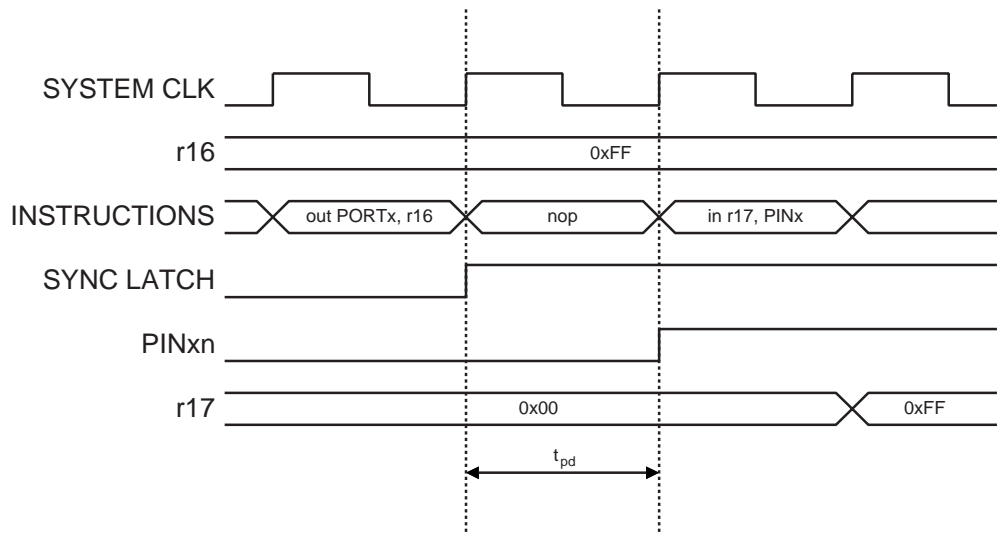 SYSTEM CLK
r16
0xFF
INSTRUCTIONS
out PORTx, r16
nop
in r17, PINx
SYNC LATCH
PINxn
r17
0x00
0xFF
tpd